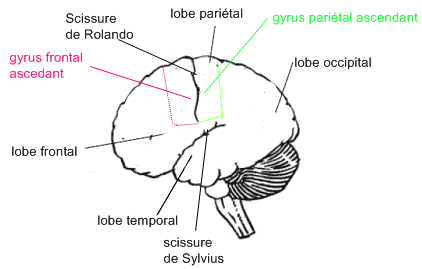 lobe pariétal
Scissure
de Rolando
gyrus pariétal ascendant
gyrus frontal
ascedant
lobe occipital
lobe frontal
lobe temporal
scissure
de Sylvius